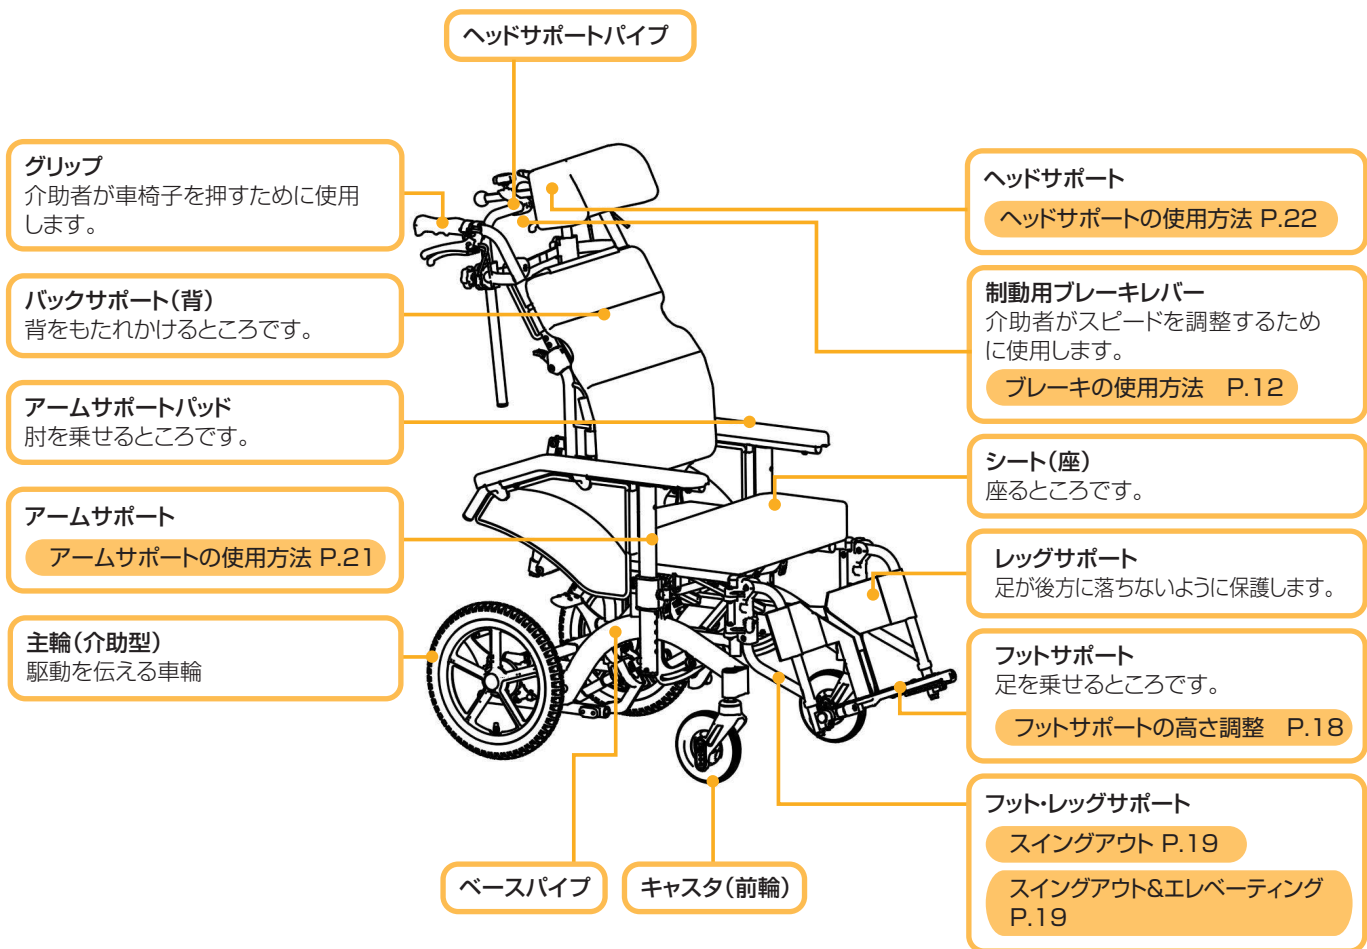 ヘッドサポートパイプ
グリップ
介助者が車椅子を押すために使用
します。
バックサポート(背)
背をもたれかけるところです。
アームサポートパッド
肘を乗せるところです。
アームサポート
アームサポートの使用方法 P.21
主輪(介助型)
駆動を伝える車輪
ヘッドサポート
ヘッドサポートの使用方法 P.22
制動用ブレーキレバー
介助者がスピードを調整するため
に使用します。
ブレーキの使用方法 P.12
シート(座)
座るところです。
レッグサポート
足が後方に落ちないように保護します。
フットサポート
足を乗せるところです。
フットサポートの高さ調整 P.18
フット・レッグサポート
スイングアウト P.19
スイングアウト&エレベーティング
P.19
ベースパイプ
キャスタ(前輪)